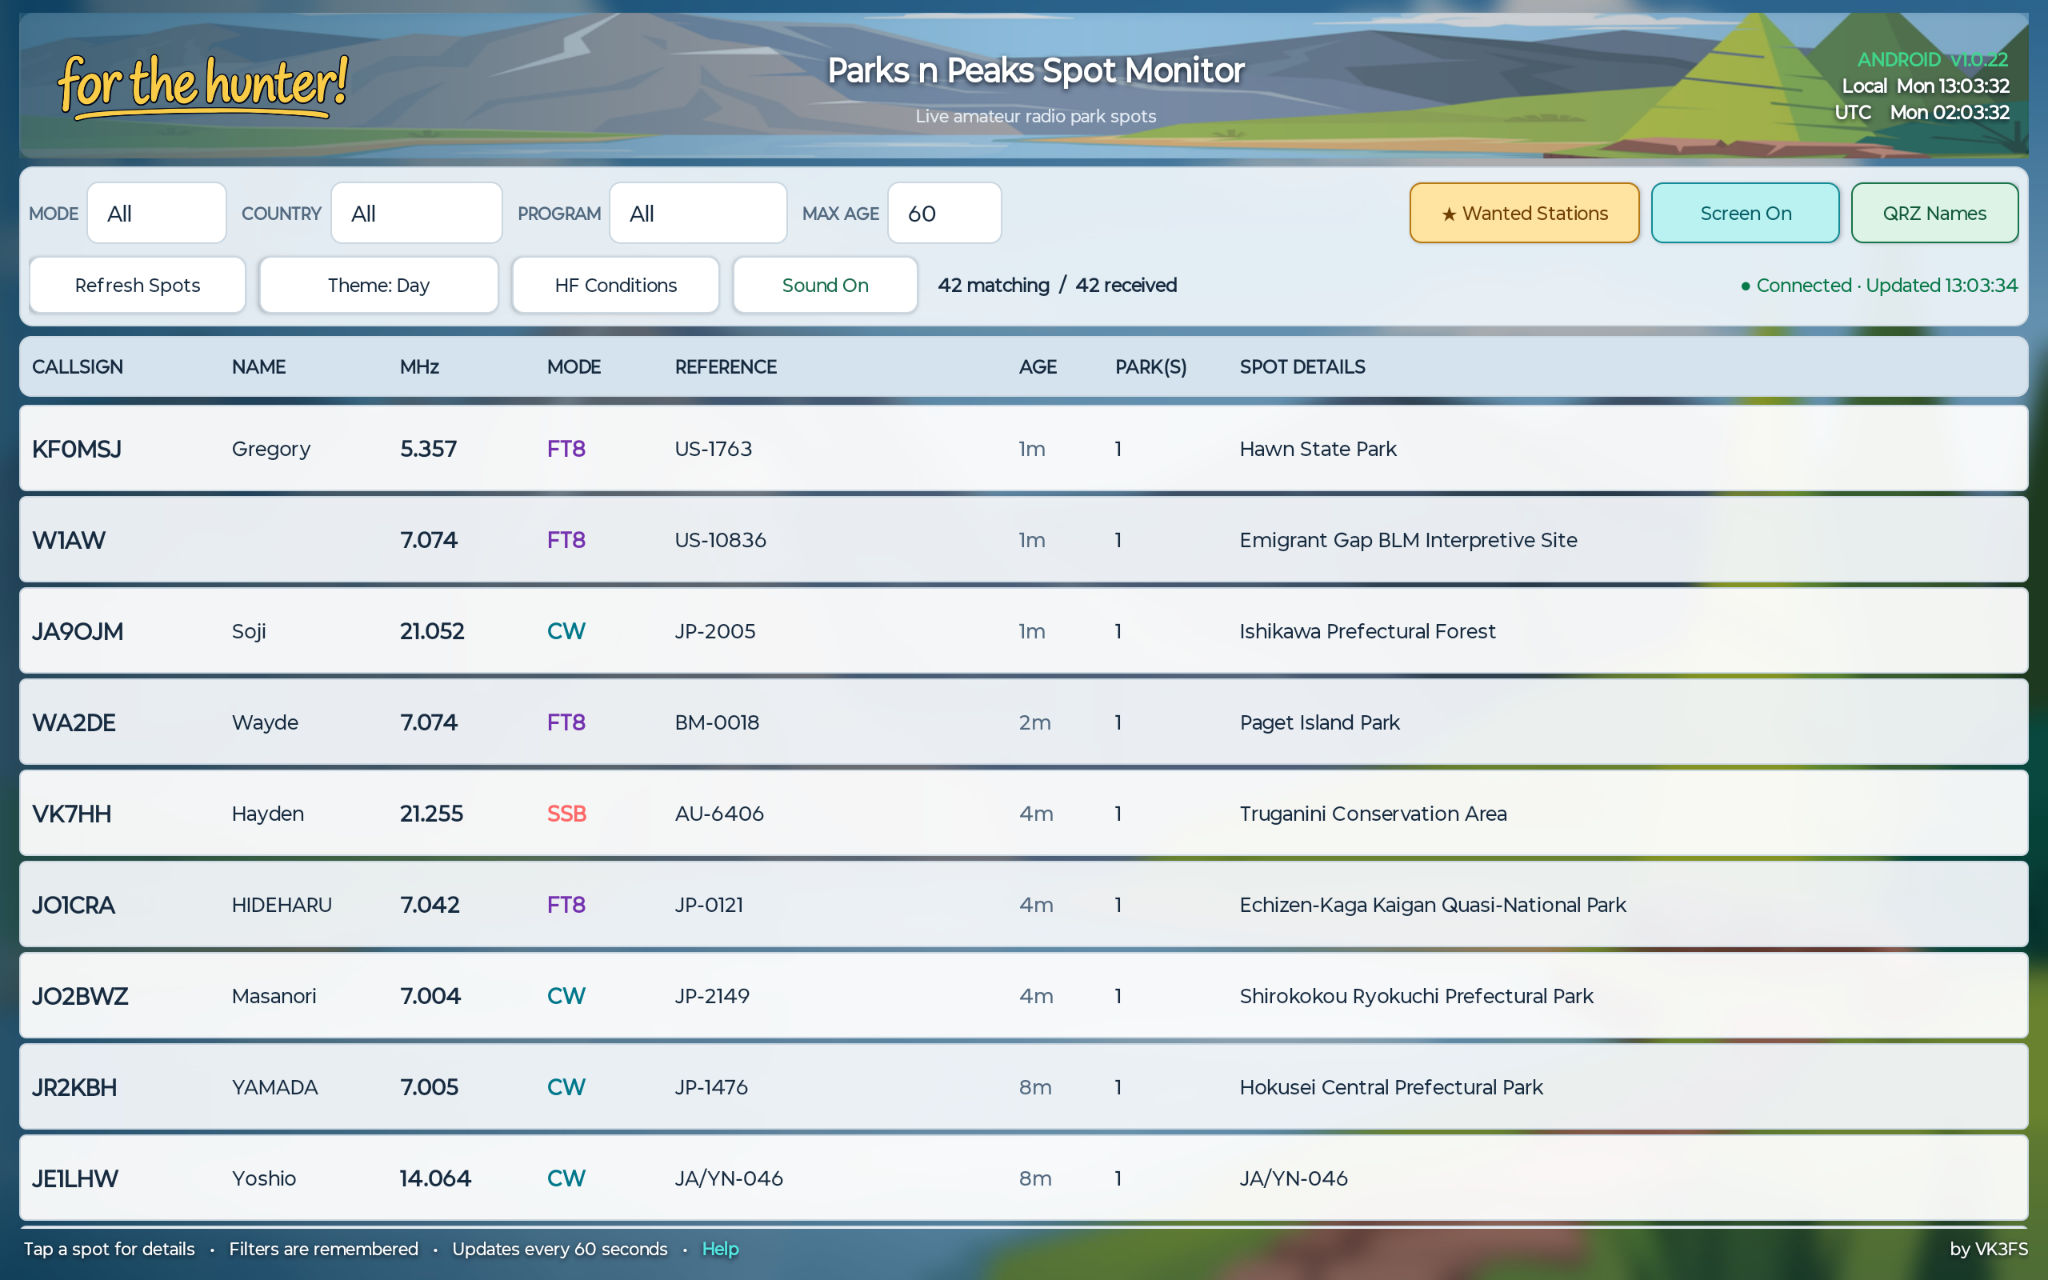 for the hunter!
Parks n Peaks Spot Monitor
Live amateur radio park spots
ANDROID v1.0.22
Local Mon 13:03:32
UTC Mon 02:03:32
MODE All COUNTRY All PROGRAM All MAX AGE 60 ★ Wanted Stations Screen On QRZ Names
Refresh Spots Theme: Day HF Conditions Sound On 42 matching / 42 received ● Connected · Updated 13:03:34
CALLSIGN NAME MHz MODE REFERENCE AGE PARK(S) SPOT DETAILS
KF0MSJ Gregory 5.357 FT8 US-1763 1m 1 Hawn State Park
W1AW 7.074 FT8 US-10836 1m 1 Emigrant Gap BLM Interpretive Site
JA9OJM Soji 21.052 CW JP-2005 1m 1 Ishikawa Prefectural Forest
WA2DE Wayde 7.074 FT8 BM-0018 2m 1 Paget Island Park
VK7HH Hayden 21.255 SSB AU-6406 4m 1 Truganini Conservation Area
JO1CRA HIDEHARU 7.042 FT8 JP-0121 4m 1 Echizen-Kaga Kaigan Quasi-National Park
JO2BWZ Masanori 7.004 CW JP-2149 4m 1 Shirokokou Ryokuchi Prefectural Park
JR2KBH YAMADA 7.005 CW JP-1476 8m 1 Hokusei Central Prefectural Park
JE1LHW Yoshio 14.064 CW JA/YN-046 8m 1 JA/YN-046
Tap a spot for details • Filters are remembered • Updates every 60 seconds • Help by VK3FS